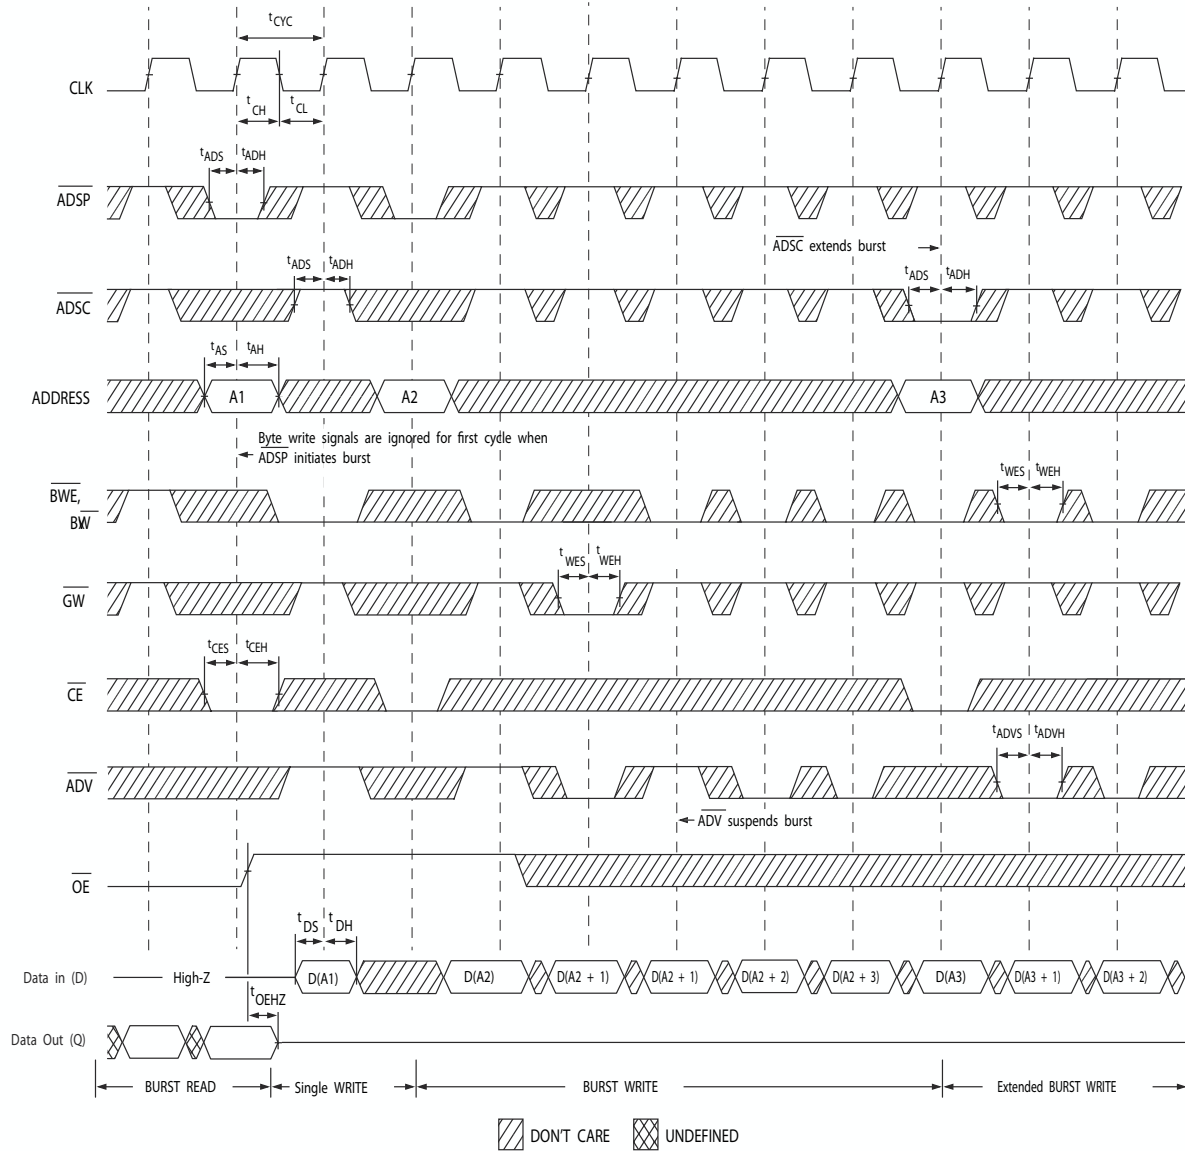 tCYC
CLK
tCH
tCL
tADS tADH
ADSP
ADSC extends burst
tADS tADH
tADS tADH
ADSC
tAS tAH
ADDRESS
A1
A2
A3
Byte write signals are ignored for first cycle when
ADSP initiates burst
BWE,
BW
tWES tWEH
tWES tWEH
GW
tCES tCEH
CE
tADVS tADVH
ADV
ADV suspends burst
OE
tDS tDH
Data in (D)
High-Z
D(A1)
D(A2)
D(A2 + 1)
D(A2 + 1)
D(A2 + 2)
D(A2 + 3)
D(A3)
D(A3 + 1)
D(A3 + 2)
tOEHZ
Data Out (Q)
BURST READ
Single WRITE
BURST WRITE
Extended BURST WRITE
DON'T CARE
UNDEFINED